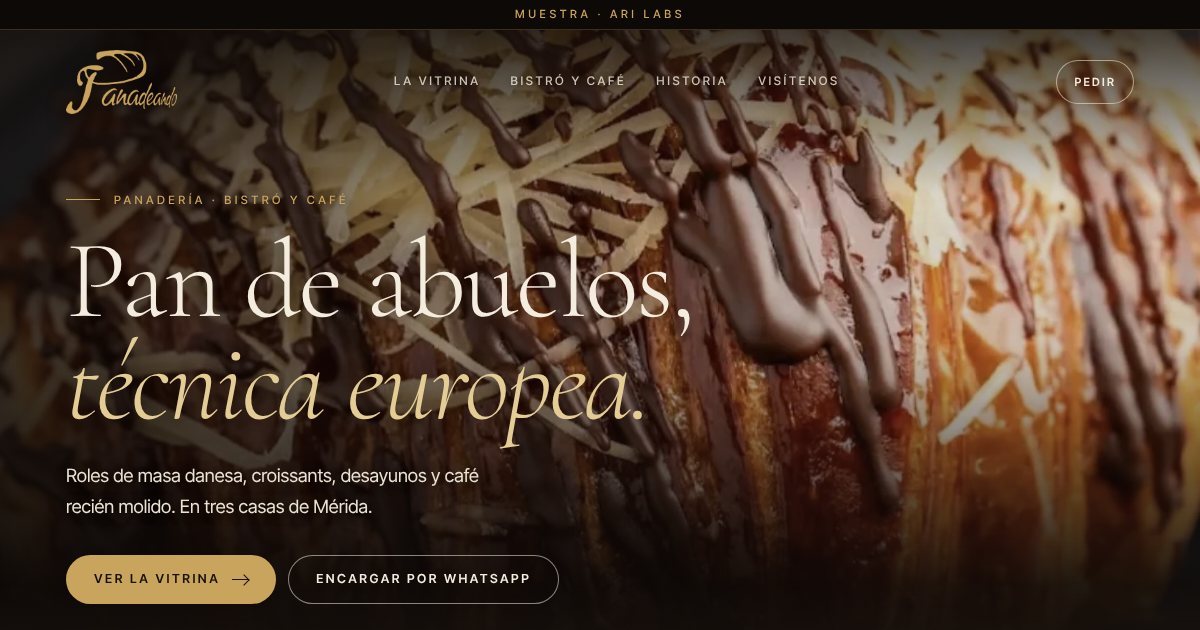 MUESTRA · ARI LABS
Panadeando
LA VITRINA
BISTRÓ Y CAFÉ
HISTORIA
VISÍTENOS
PEDIR
PANADERÍA · BISTRÓ Y CAFÉ
Pan de abuelos,
técnica europea.
Roles de masa danesa, croissants, desayunos y café
recién molido. En tres casas de Mérida.
VER LA VITRINA →
ENCARGAR POR WHATSAPP